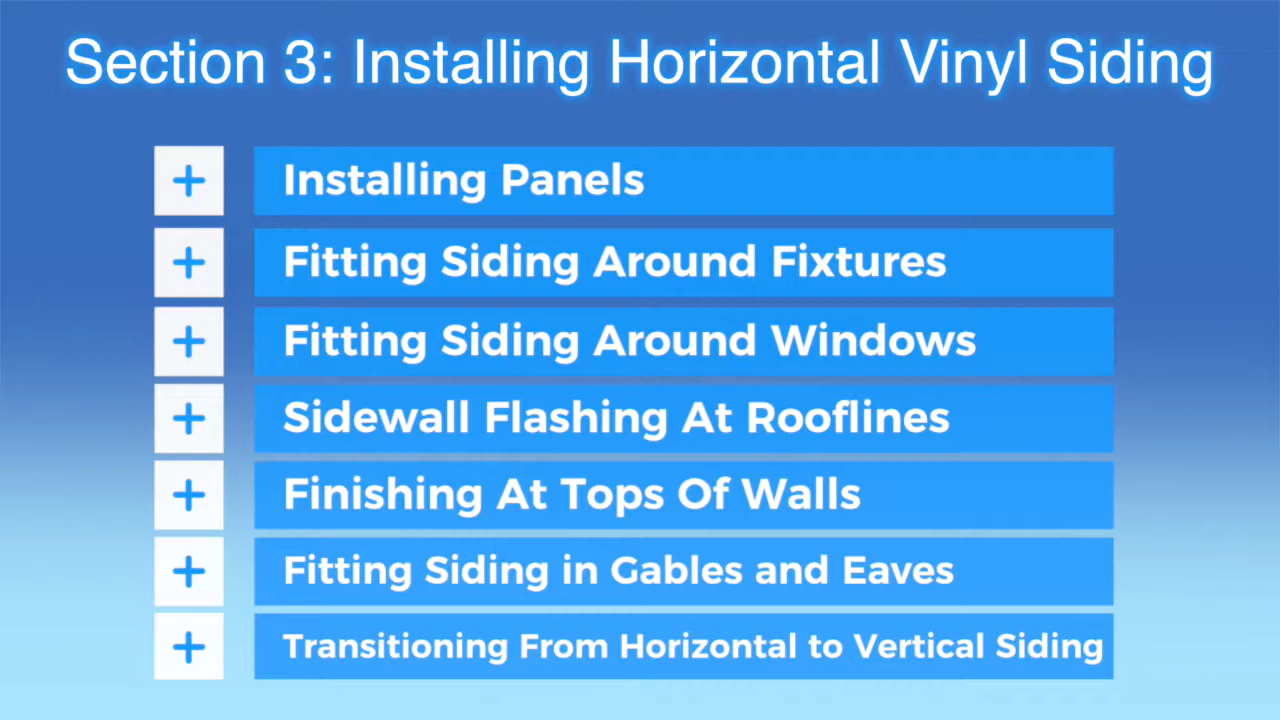 Section 3: Installing Horizontal Vinyl Siding
+ Installing Panels
+ Fitting Siding Around Fixtures
+ Fitting Siding Around Windows
+ Sidewall Flashing At Rooflines
+ Finishing At Tops Of Walls
+ Fitting Siding in Gables and Eaves
+ Transitioning From Horizontal to Vertical Siding